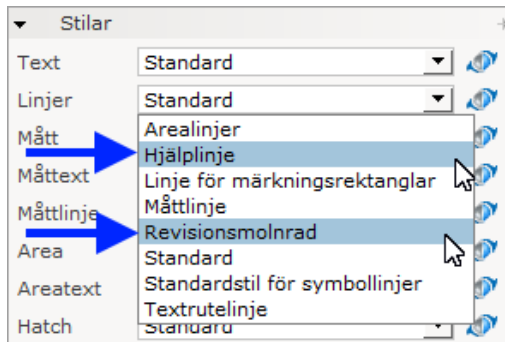 Stilar
Text Standard
Linjer Standard
Mått Arealinjer
Hjälplinje
Måttext Linje för märkningsrektanglar
Måttlinje Måttlinje
Revisionsmolnrad
Area Standard
Areatext Standardstil för symbollinjer
Textrutelinje
Hatch Standard